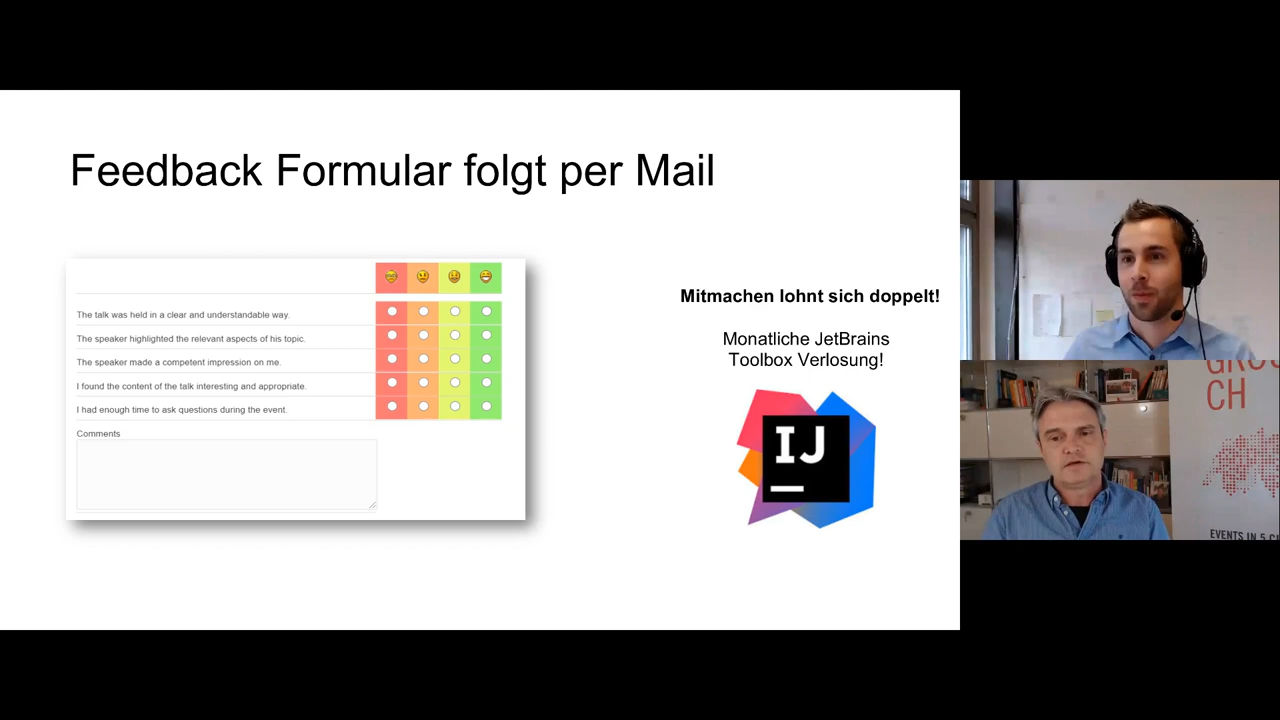 Feedback Formular folgt per Mail
The talk was held in a clear and understandable way.
The speaker highlighted the relevant aspects of his topic.
The speaker made a competent impression on me.
I found the content of the talk interesting and appropriate.
I had enough time to ask questions during the event.
Comments
Mitmachen lohnt sich doppelt!
Monatliche JetBrains
Toolbox Verlosung!
IJ
CH
EVENTS IN 5